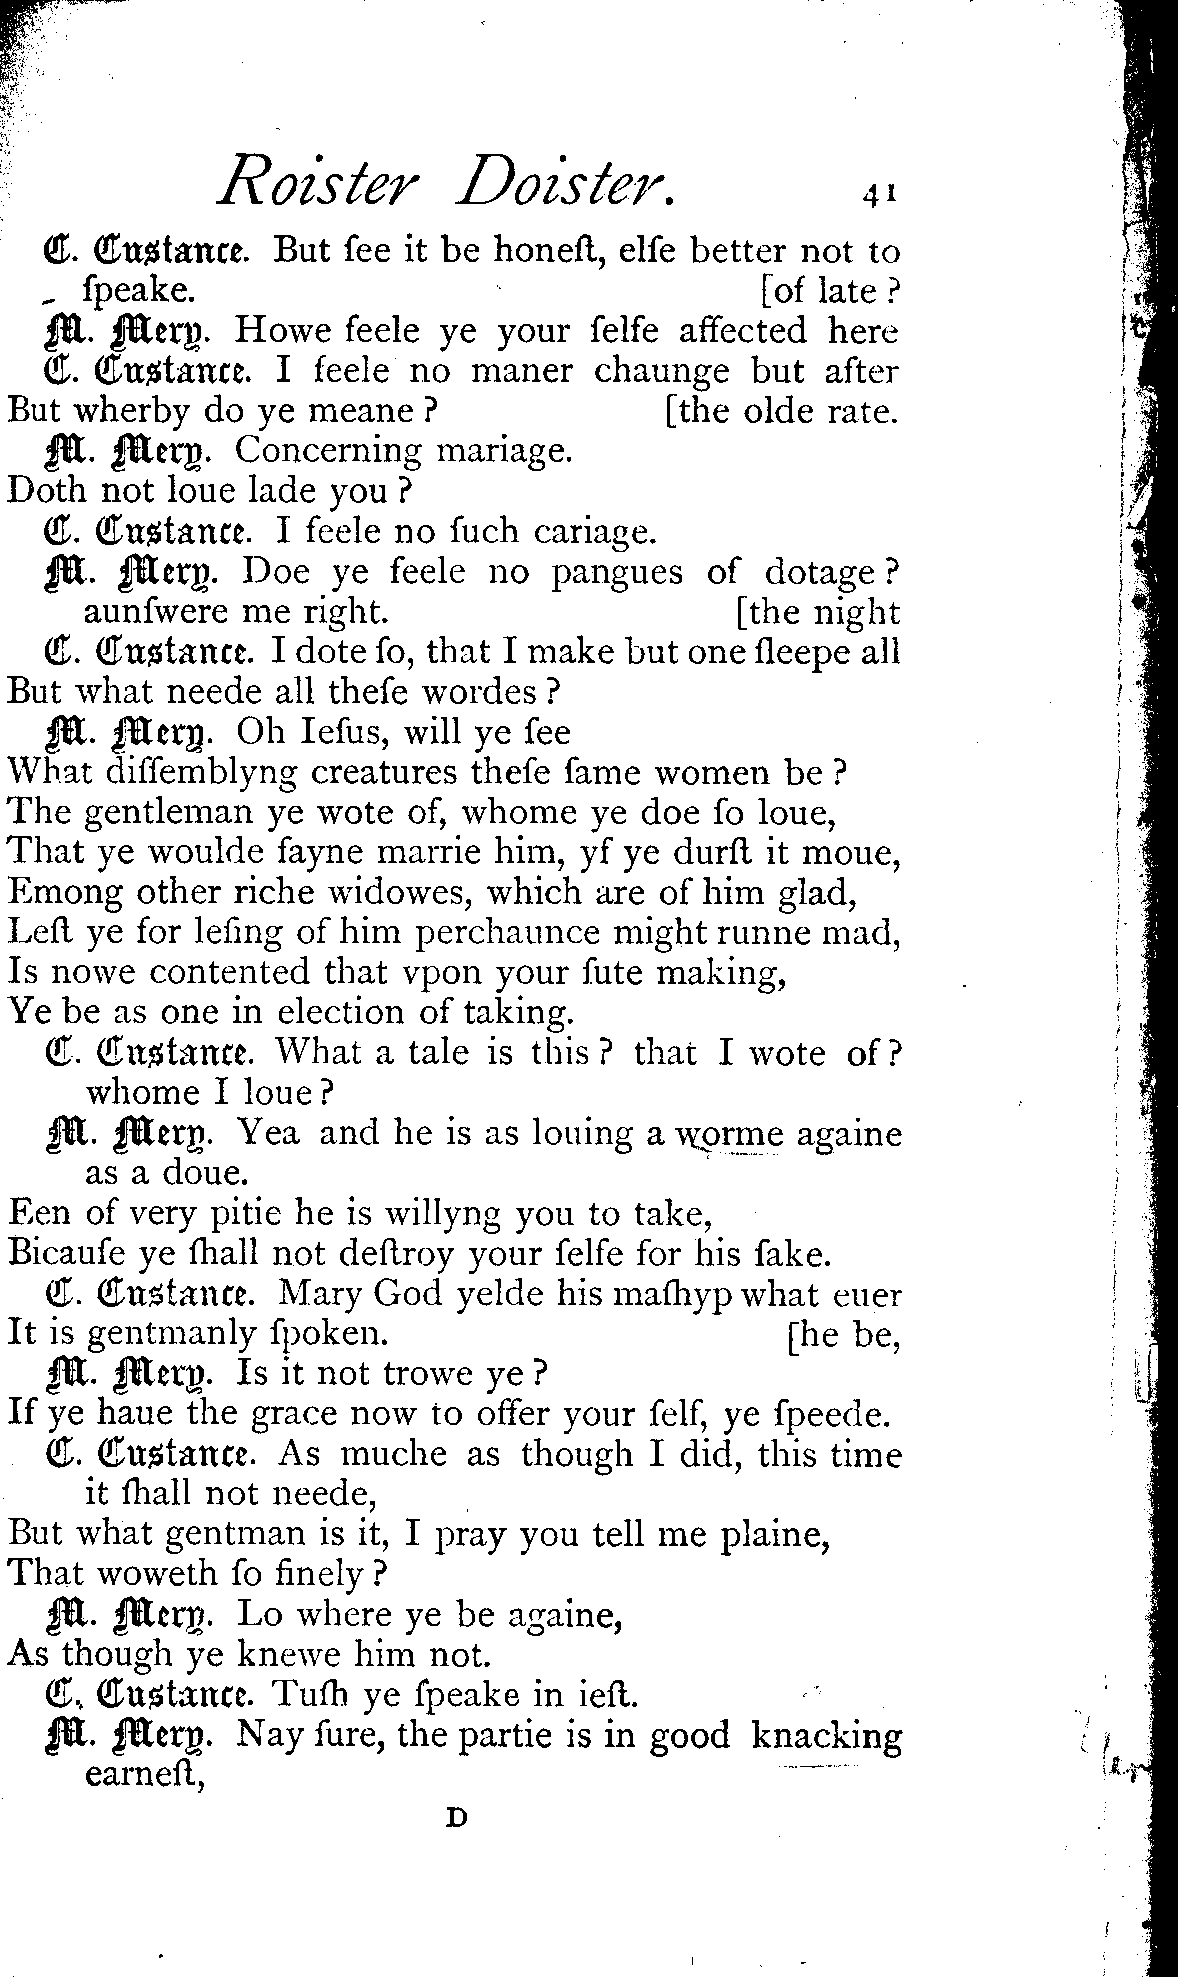 Roister Doister. 41
C. Custance. But ſee it be honeſt, elſe better not to
ſpeake. [of late ?
M. Mery. Howe feele ye your ſelfe affected here
C. Custance. I feele no maner chaunge but after
But wherby do ye meane ? [the olde rate.
M. Mery. Concerning mariage.
Doth not loue lade you ?
C. Custance. I feele no ſuch cariage.
M. Mery. Doe ye feele no pangues of dotage ?
aunſwere me right. [the night
C. Custance. I dote ſo, that I make but one ſleepe all
But what neede all theſe wordes ?
M. Mery. Oh Ieſus, will ye ſee
What diſſemblyng creatures theſe ſame women be ?
The gentleman ye wote of, whome ye doe ſo loue,
That ye woulde fayne marrie him, yf ye durſt it moue,
Emong other riche widowes, which are of him glad,
Leſt ye for leſing of him perchaunce might runne mad,
Is nowe contented that vpon your ſute making,
Ye be as one in election of taking.
C. Custance. What a tale is this ? that I wote of ?
whome I loue ?
M. Mery. Yea and he is as louing a worme againe
as a doue.
Een of very pitie he is willyng you to take,
Bicauſe ye ſhall not deſtroy your ſelfe for his ſake.
C. Custance. Mary God yelde his maſhyp what euer
It is gentmanly ſpoken. [he be,
M. Mery. Is it not trowe ye ?
If ye haue the grace now to offer your ſelf, ye ſpeede.
C. Custance. As muche as though I did, this time
it ſhall not neede,
But what gentman is it, I pray you tell me plaine,
That woweth ſo finely ?
M. Mery. Lo where ye be againe,
As though ye knewe him not.
C. Custance. Tuſh ye ſpeake in ieſt.
M. Mery. Nay ſure, the partie is in good knacking
earneſt,
D